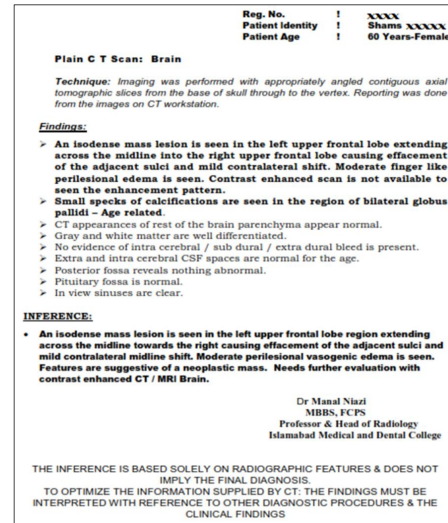 Reg. No. ! xxxx
Patient Identity ! Shams xxxxx
Patient Age ! 60 Years-Female
Plain C T Scan: Brain
Technique: Imaging was performed with appropriately angled contiguous axial
tomographic slices from the base of skull through to the vertex. Reporting was done
from the images on CT workstation.
Findings:
➢ An isodense mass lesion is seen in the left upper frontal lobe extending
across the midline into the right upper frontal lobe causing effacement
of the adjacent sulci and mild contralateral shift. Moderate finger like
perilesional edema is seen. Contrast enhanced scan is not available to
seen the enhancement pattern.
➢ Small specks of calcifications are seen in the region of bilateral globus
pallidi – Age related.
➢ CT appearances of rest of the brain parenchyma appear normal.
➢ Gray and white matter are well differentiated.
➢ No evidence of intra cerebral / sub dural / extra dural bleed is present.
➢ Extra and intra cerebral CSF spaces are normal for the age.
➢ Posterior fossa reveals nothing abnormal.
➢ Pituitary fossa is normal.
➢ In view sinuses are clear.
INFERENCE:
• An isodense mass lesion is seen in the left upper frontal lobe region extending
across the midline towards the right causing effacement of the adjacent sulci and
mild contralateral midline shift. Moderate perilesional vasogenic edema is seen.
Features are suggestive of a neoplastic mass. Needs further evaluation with
contrast enhanced CT / MRI Brain.
Dr Manal Niazi
MBBS, FCPS
Professor & Head of Radiology
Islamabad Medical and Dental College
THE INFERENCE IS BASED SOLELY ON RADIOGRAPHIC FEATURES & DOES NOT
IMPLY THE FINAL DIAGNOSIS.
TO OPTIMIZE THE INFORMATION SUPPLIED BY CT: THE FINDINGS MUST BE
INTERPRETED WITH REFERENCE TO OTHER DIAGNOSTIC PROCEDURES & THE
CLINICAL FINDINGS